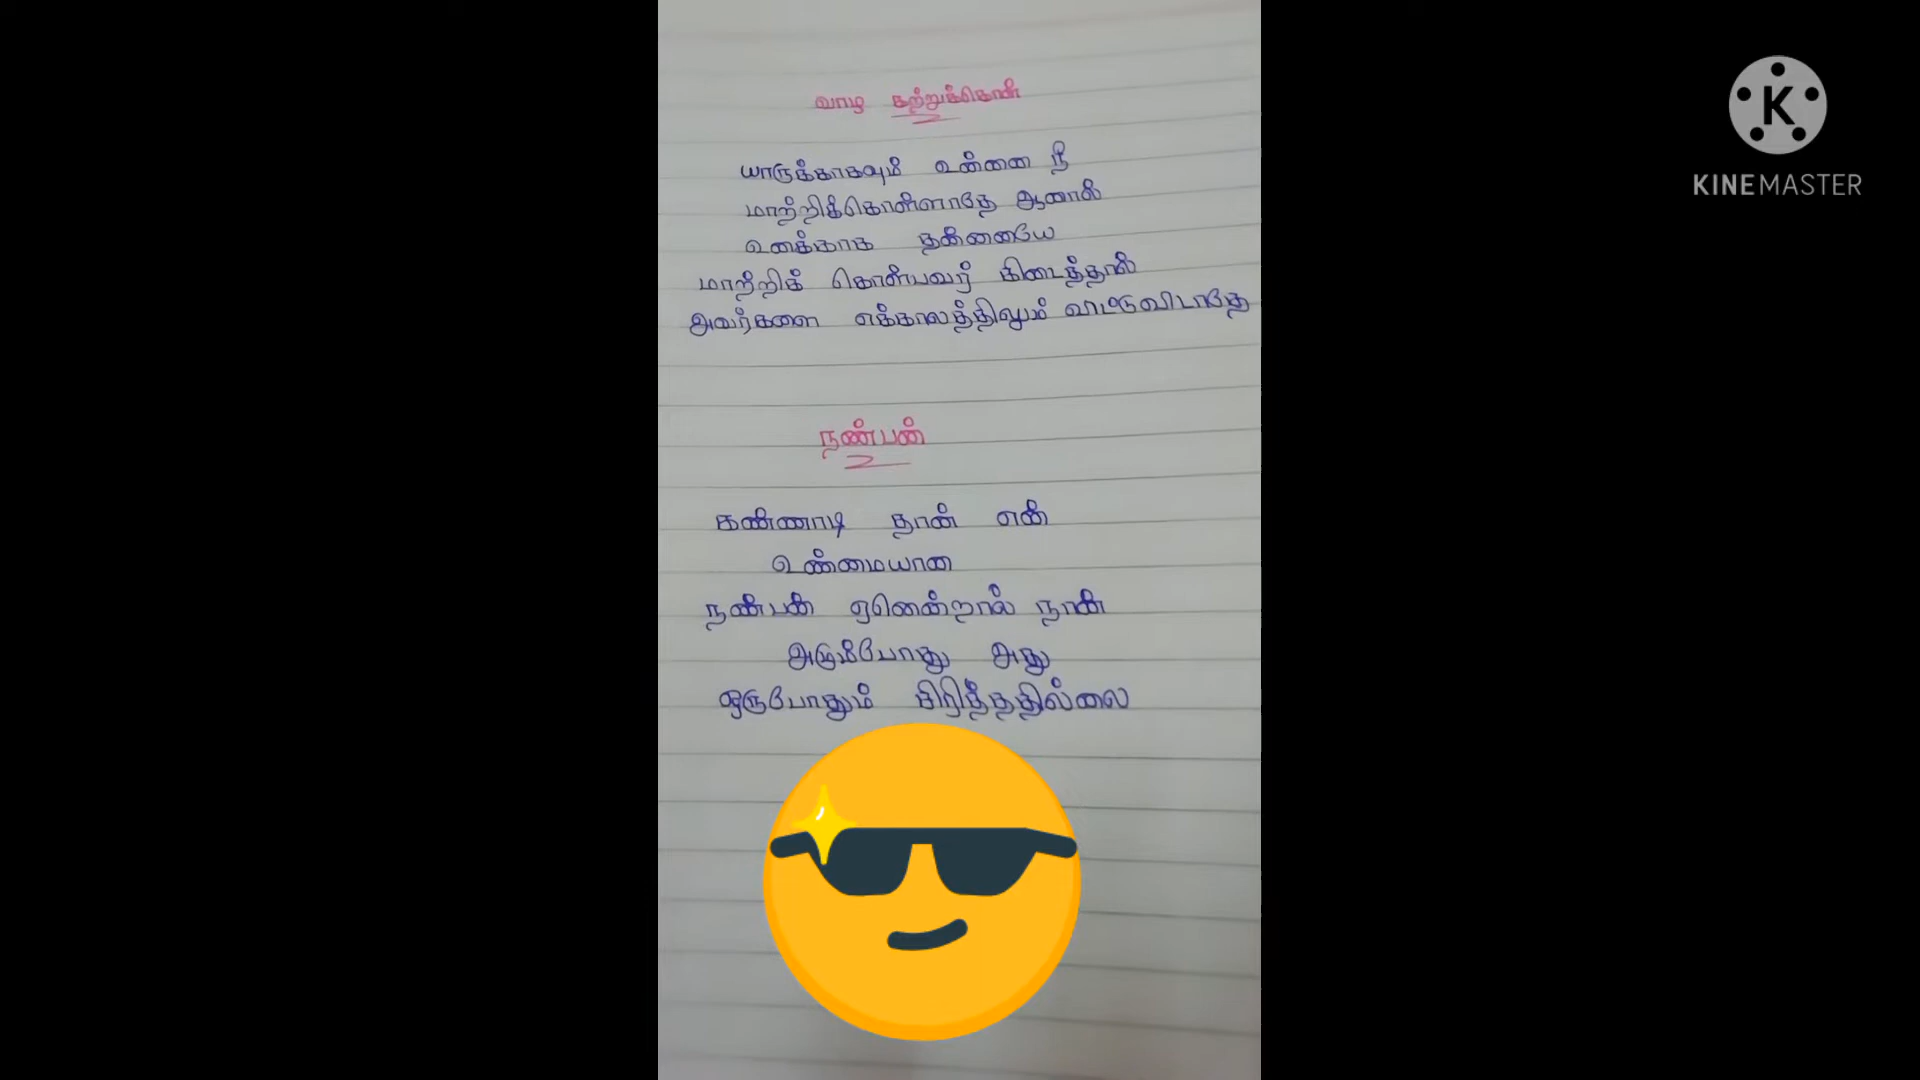 வாழ கற்றுக்கொள்
யாருக்காகவும் உன்னை நீ
மாற்றிக்கொள்ளாதே ஆனால்
உனக்காக தன்னையே
மாற்றிக் கொள்பவர் கிடைத்தால்
அவர்களை எக்காலத்திலும் விட்டுவிடாதே
நண்பன்
கண்ணாடி தான் என்
உண்மையான
நண்பன் ஏனென்றால் நான்
அழும்போது அது
ஒருபோதும் சிரித்ததில்லை
K
KINEMASTER